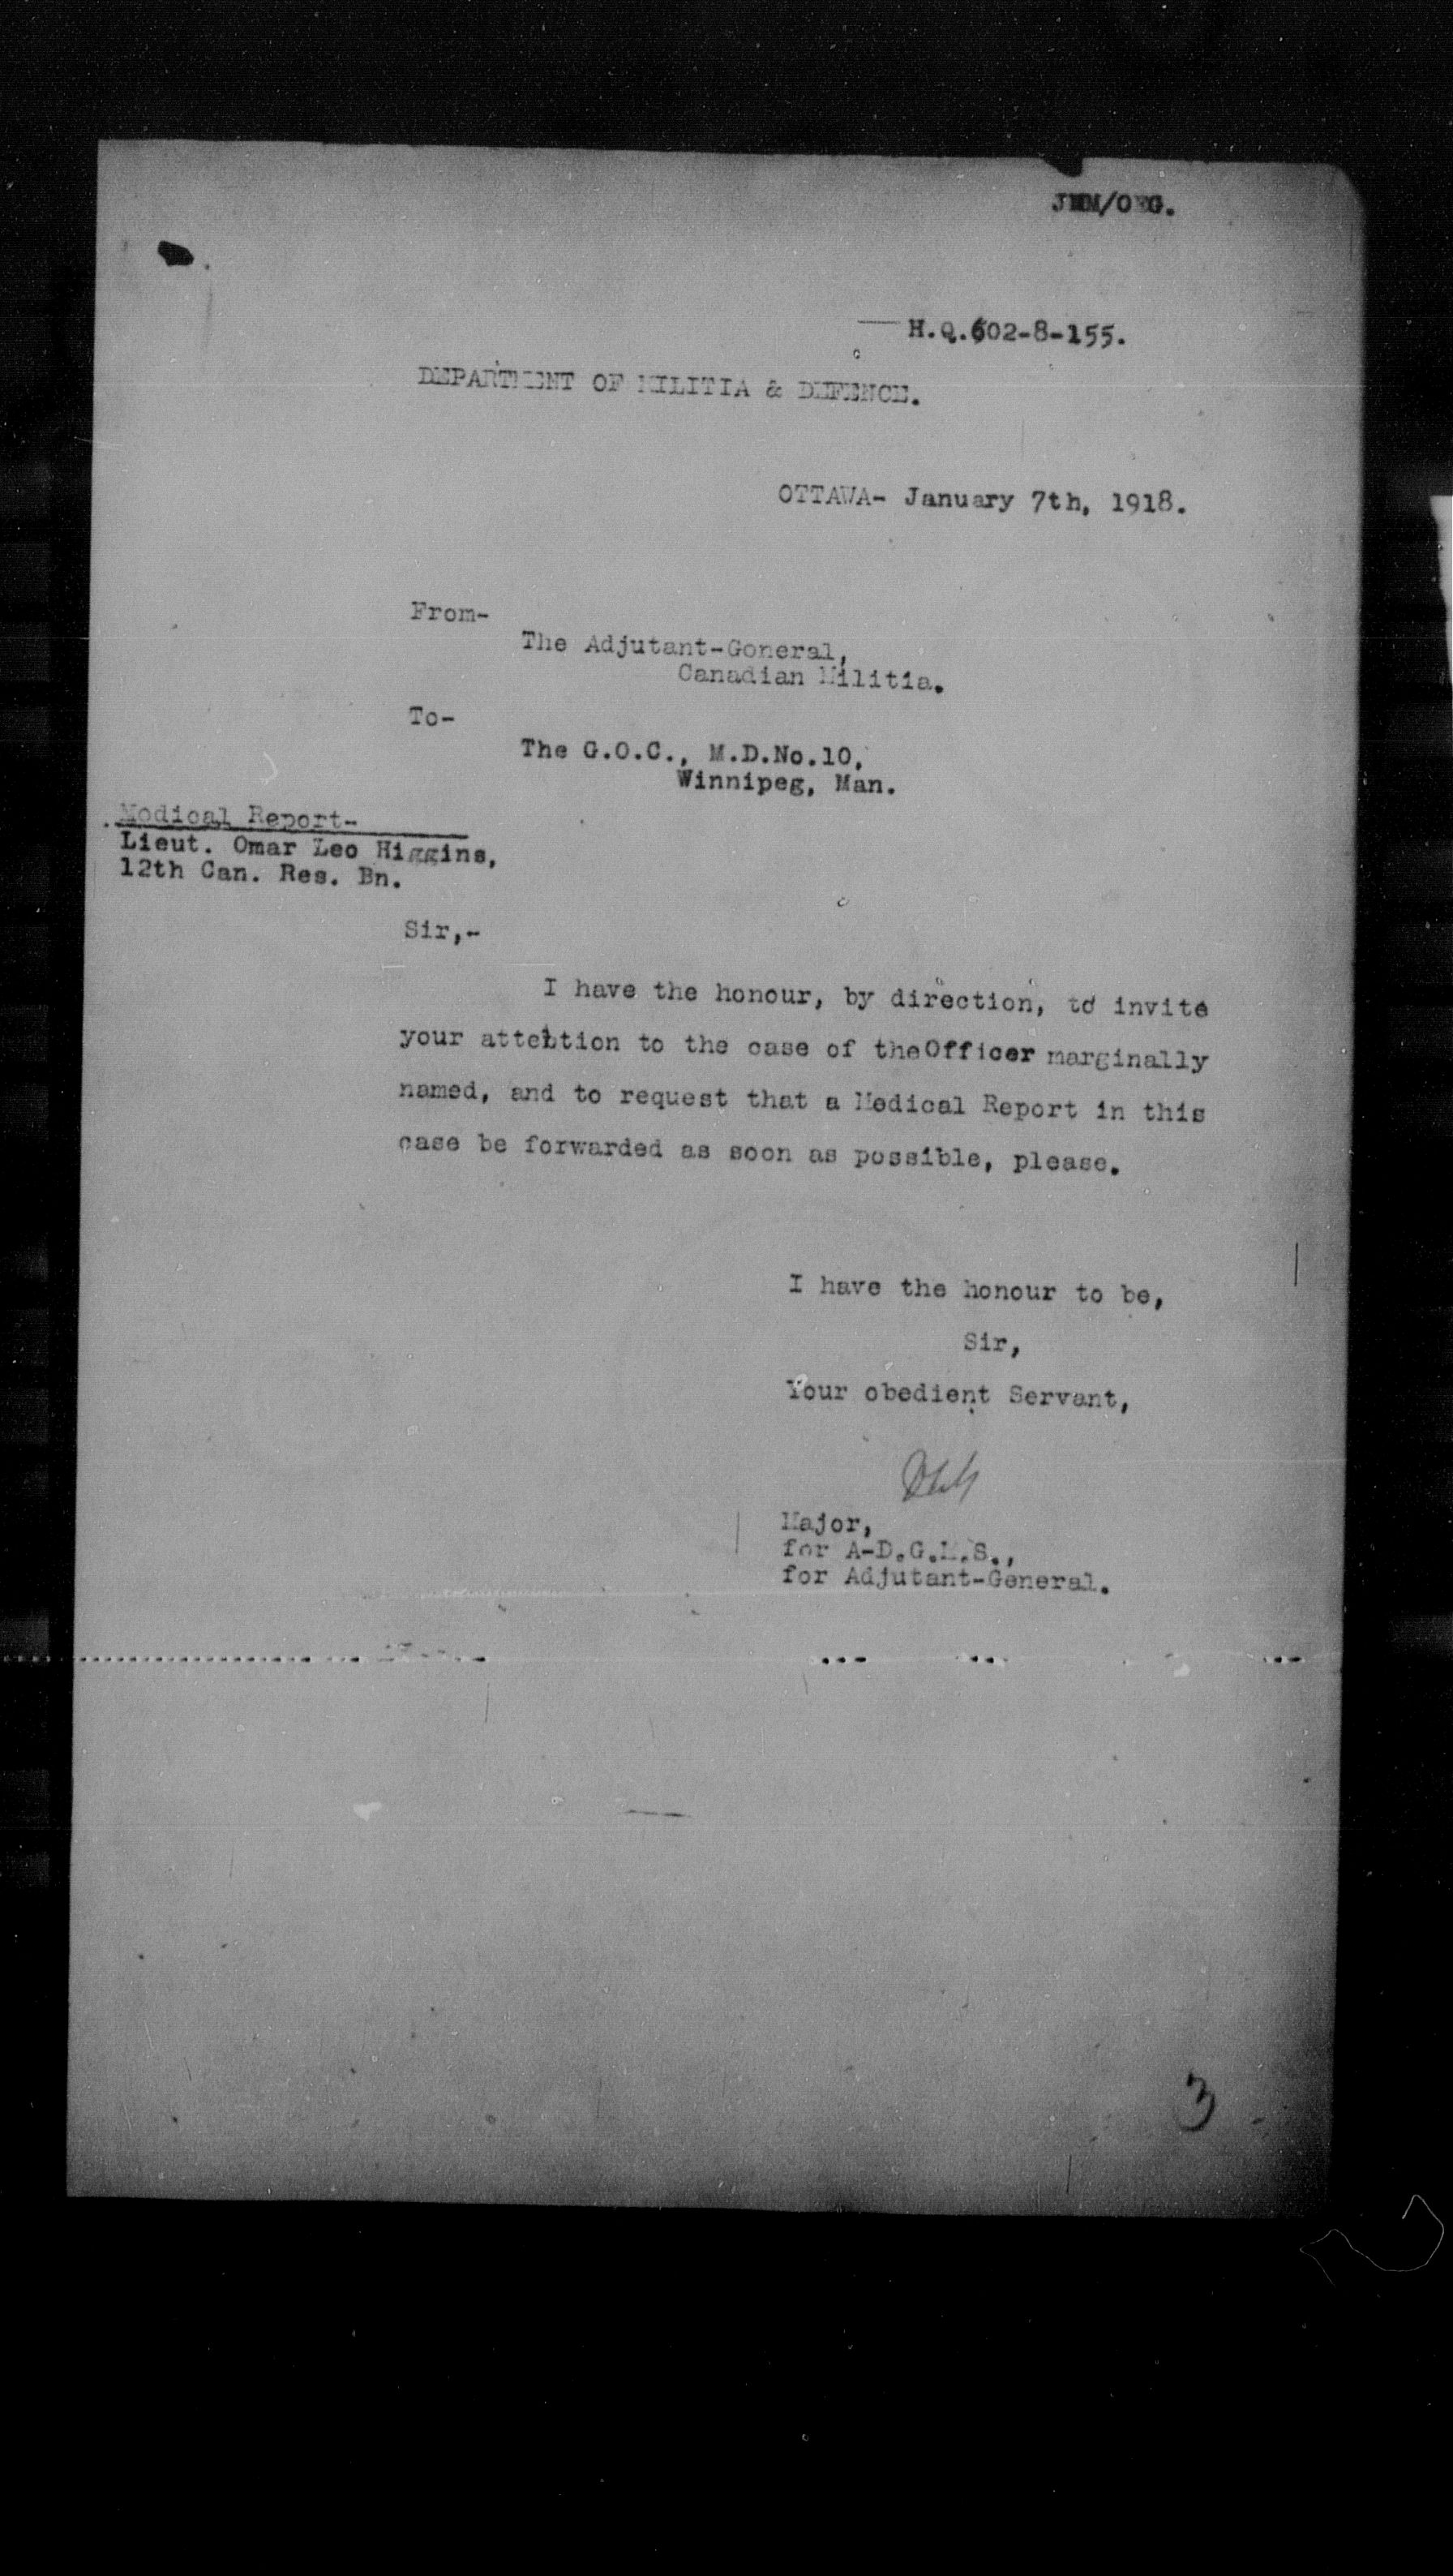 H.Q.602-8-155.
DEPARTMENT OF MILITIA & DEFENCE.
OTTAWA- January 7th, 1918.
From-
The Adjutant-General,
Canadian Militia.
To-
The G.O.C., M.D.No.10,
Winnipeg, Man.
Medical Report-
Lieut. Omar Leo Higgins,
12th Can. Res. Bn.
Sir,-
I have the honour, by direction, to invite
your attention to the case of theOfficer marginally
named, and to request that a Medical Report in this
case be forwarded as soon as possible, please.
I have the honour to be,
Sir,
Your obedient Servant,
Major,
for A-D.G.M.S.,
for Adjutant-General.
3